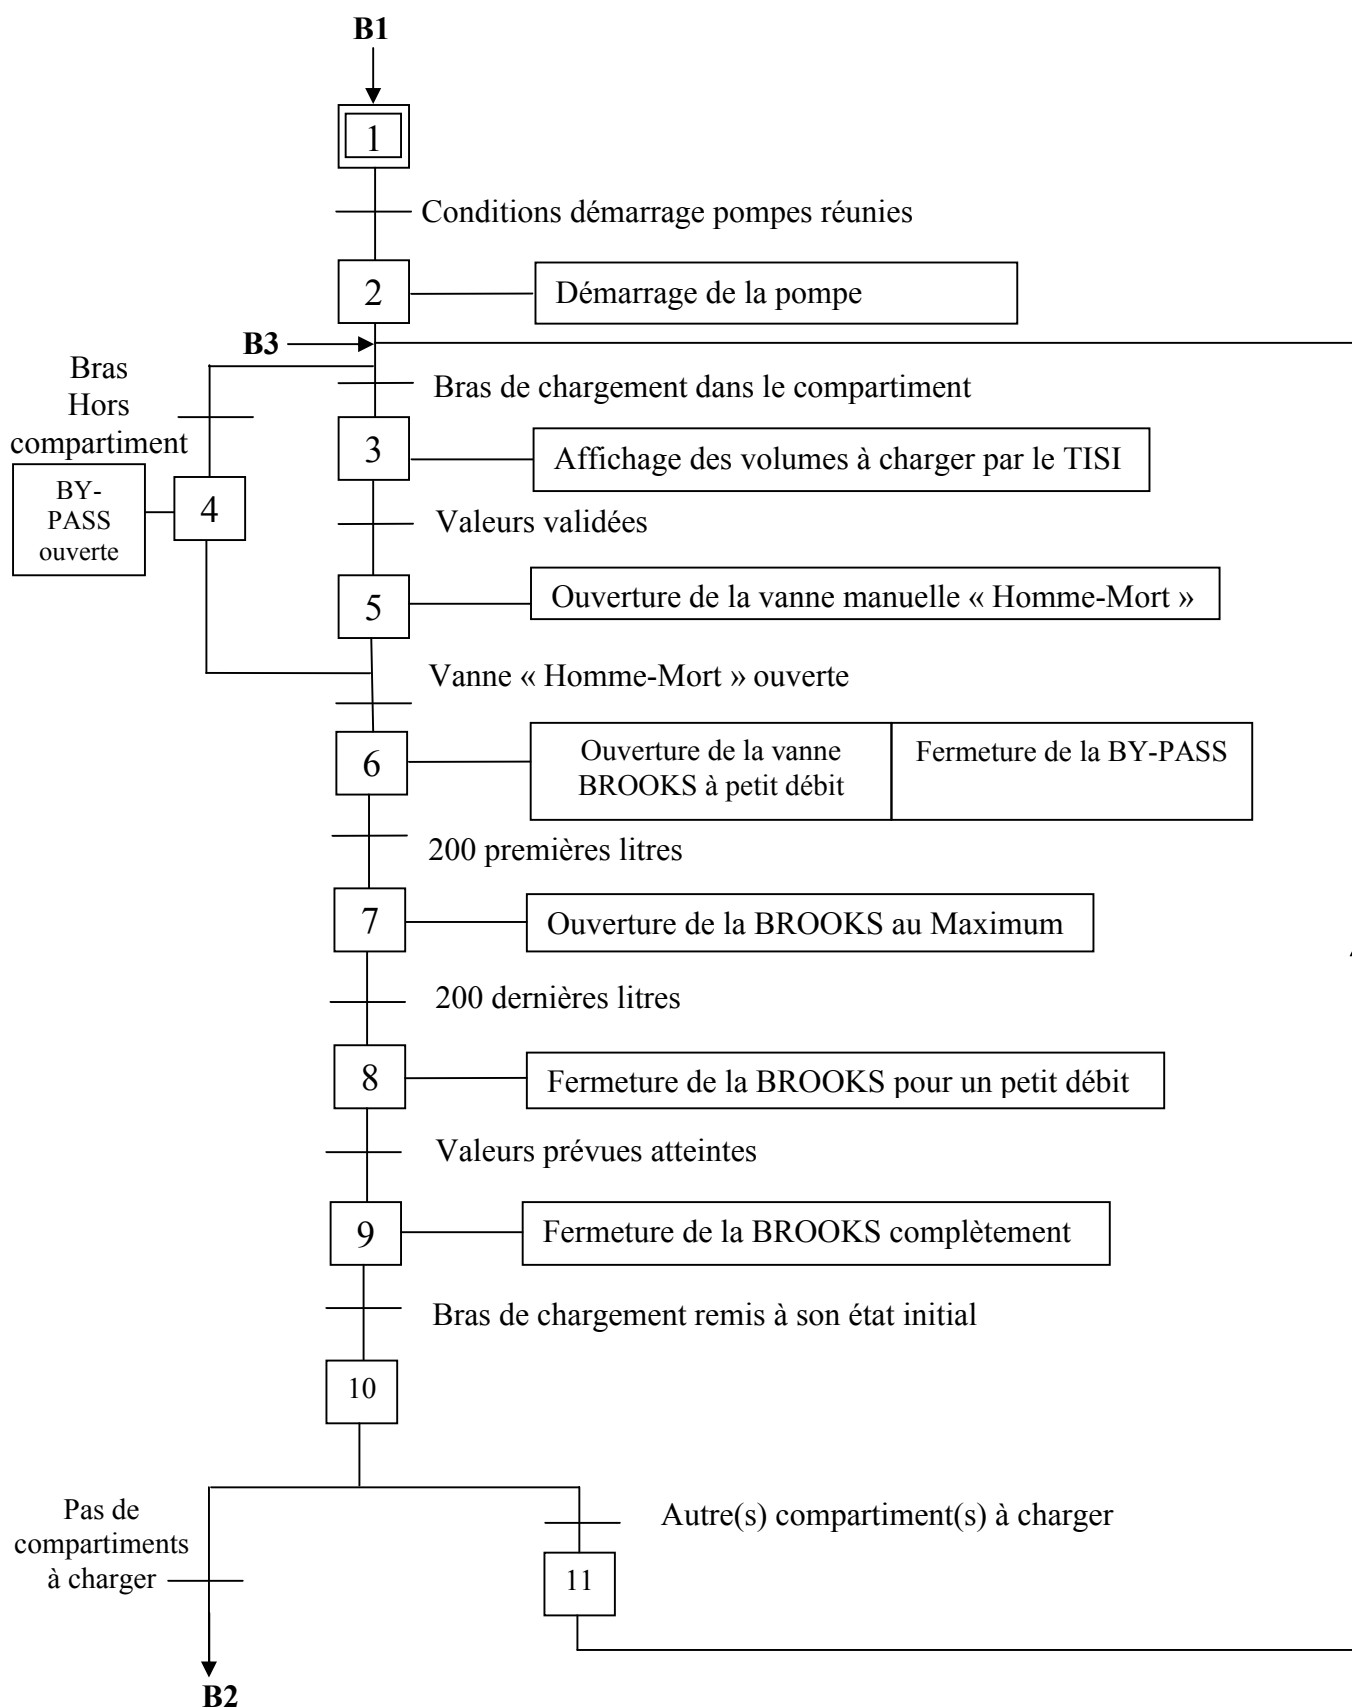 B1
1
Conditions démarrage pompes réunies
2
Démarrage de la pompe
B3
Bras
Hors
compartiment
Bras de chargement dans le compartiment
3
Affichage des volumes à charger par le TISI
BY-
PASS
ouverte
4
Valeurs validées
5
Ouverture de la vanne manuelle « Homme-Mort »
Vanne « Homme-Mort » ouverte
6
Ouverture de la vanne
BROOKS à petit débit
Fermeture de la BY-PASS
200 premières litres
7
Ouverture de la BROOKS au Maximum
200 dernières litres
8
Fermeture de la BROOKS pour un petit débit
Valeurs prévues atteintes
9
Fermeture de la BROOKS complètement
Bras de chargement remis à son état initial
10
Pas de
compartiments
à charger
Autre(s) compartiment(s) à charger
11
B2